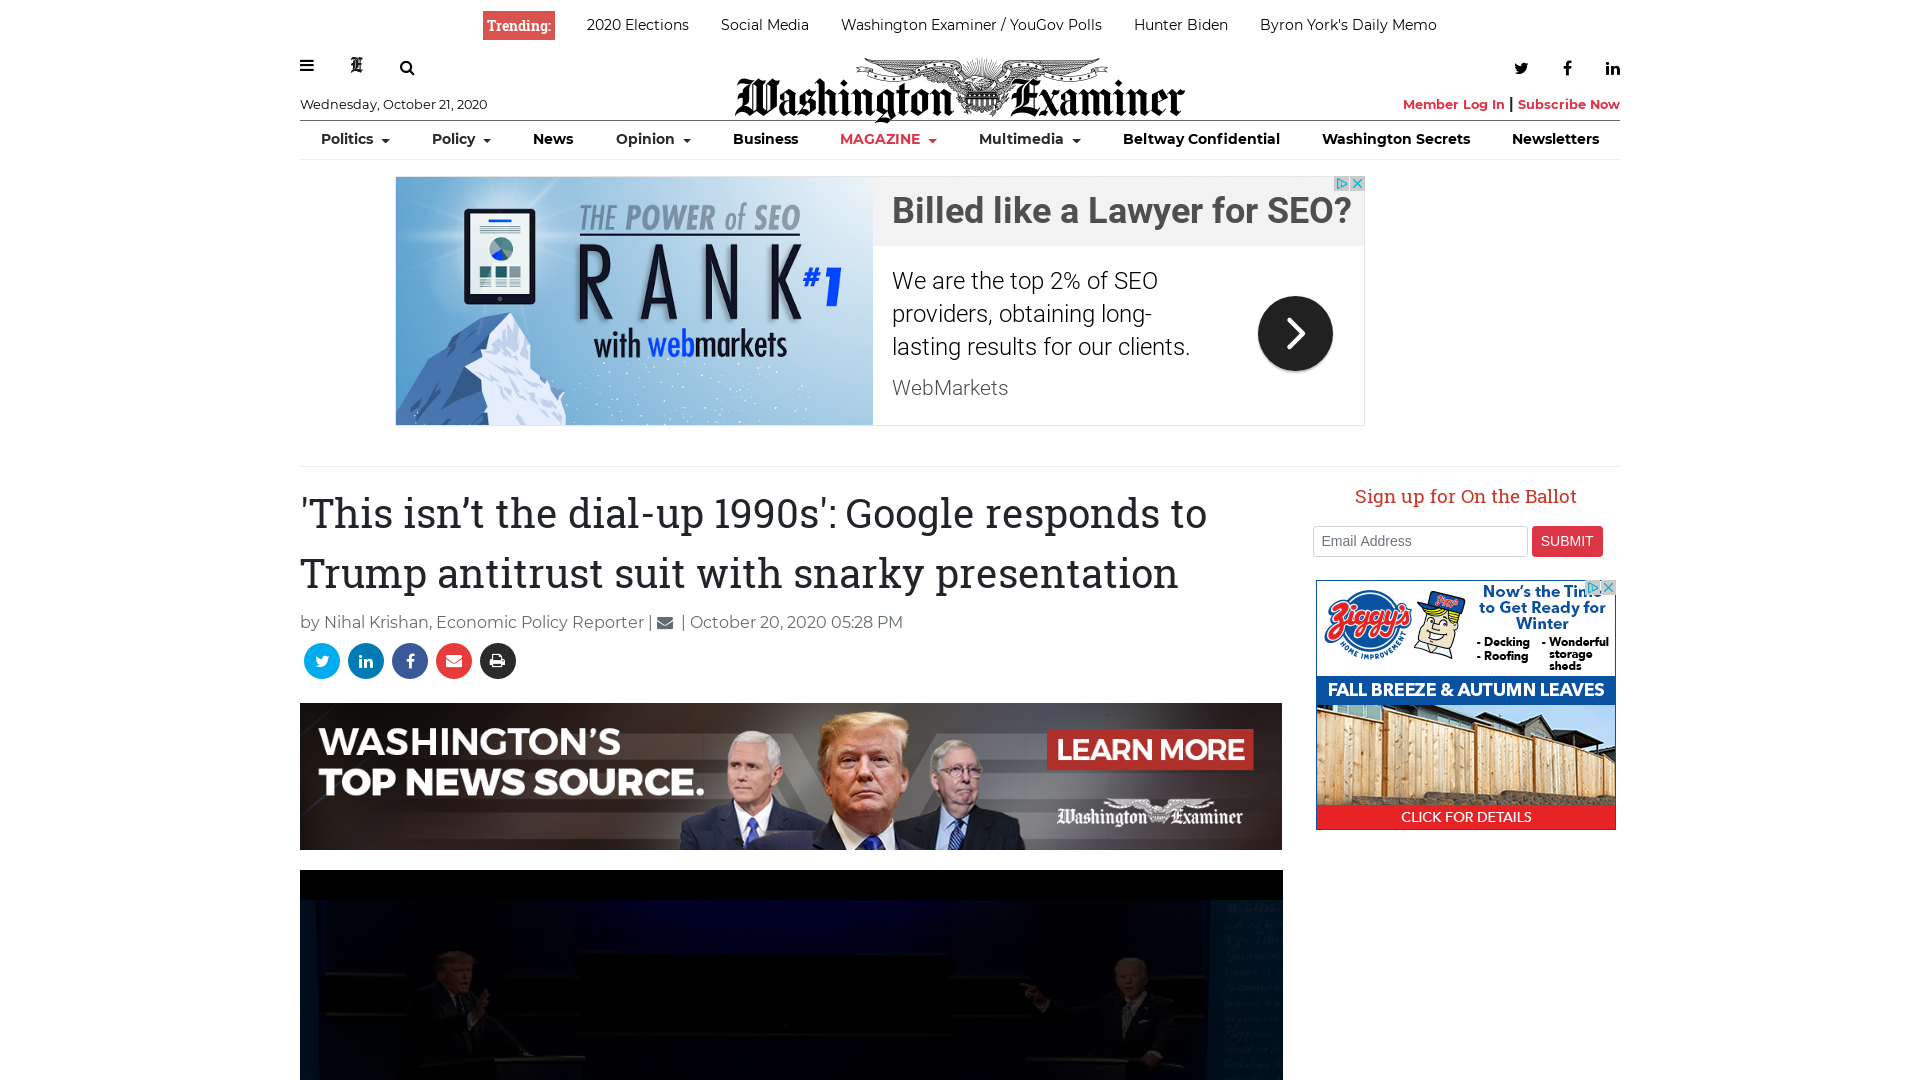 Trending: 2020 Elections Social Media Washington Examiner / YouGov Polls Hunter Biden Byron York's Daily Memo
E
Washington Examiner
Wednesday, October 21, 2020
Member Log In | Subscribe Now
Politics Policy News Opinion Business MAGAZINE Multimedia Beltway Confidential Washington Secrets Newsletters
THE POWER of SEO
RANK #1
with webmarkets
Billed like a Lawyer for SEO?
We are the top 2% of SEO
providers, obtaining long-
lasting results for our clients.
WebMarkets
'This isn’t the dial-up 1990s': Google responds to
Trump antitrust suit with snarky presentation
by Nihal Krishan, Economic Policy Reporter | | October 20, 2020 05:28 PM
WASHINGTON’S
TOP NEWS SOURCE.
LEARN MORE
Washington Examiner
Sign up for On the Ballot
Email Address SUBMIT
Ziggy's
HOME IMPROVEMENT
Now’s the Time
to Get Ready for
Winter
- Decking
- Roofing
- Wonderful
storage
sheds
FALL BREEZE & AUTUMN LEAVES
CLICK FOR DETAILS